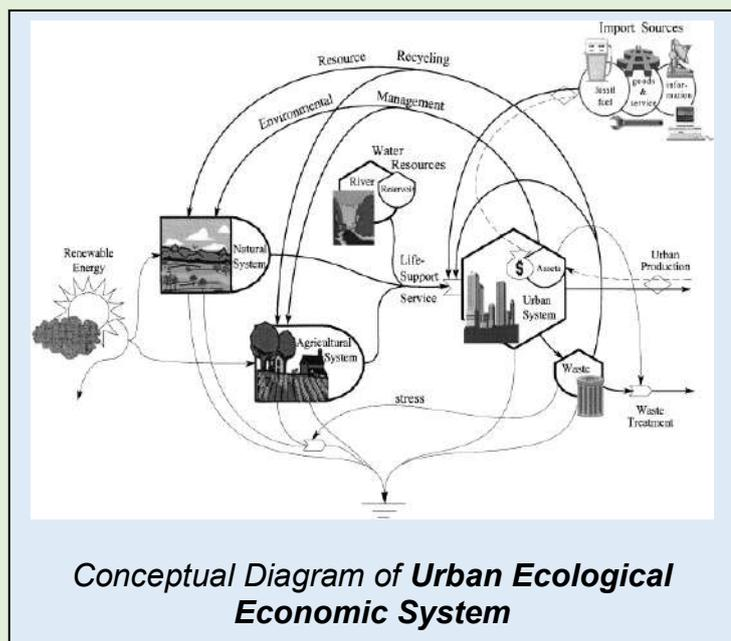 Import Sources
fossil
fuel
goods
&
service
infor-
mation
Resource Recycling
Environmental Management
Water
Resources
River
Reservoir
Renewable
Energy
Natural
System
Life-
Support
Service
$
Assets
Urban
System
Urban
Production
Agricultural
System
Waste
stress
Waste
Treatment
Conceptual Diagram of Urban Ecological
Economic System